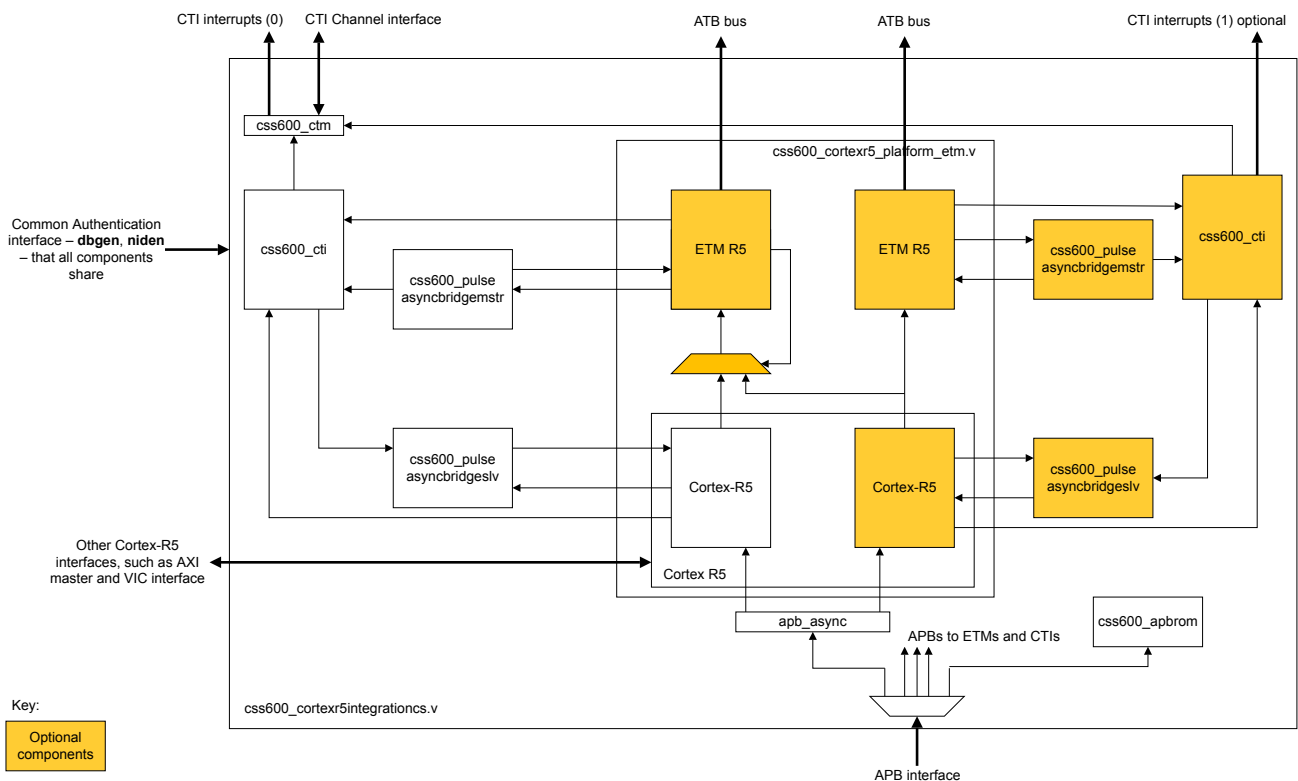 CTI interrupts (0)
CTI Channel interface
ATB bus
ATB bus
CTI interrupts (1) optional
css600_ctm
css600_cortexr5_platform_etm.v
Common Authentication
interface – dbgen, niden
– that all components
share
css600_cti
css600_pulse
asyncbridgemstr
ETM R5
ETM R5
css600_pulse
asyncbridgemstr
css600_cti
css600_pulse
asyncbridgeslv
Cortex-R5
Cortex-R5
css600_pulse
asyncbridgeslv
Other Cortex-R5
interfaces, such as AXI
master and VIC interface
Cortex R5
apb_async
APBs to ETMs and CTIs
css600_apbrom
Key:
Optional
components
css600_cortexr5integrationcs.v
APB interface